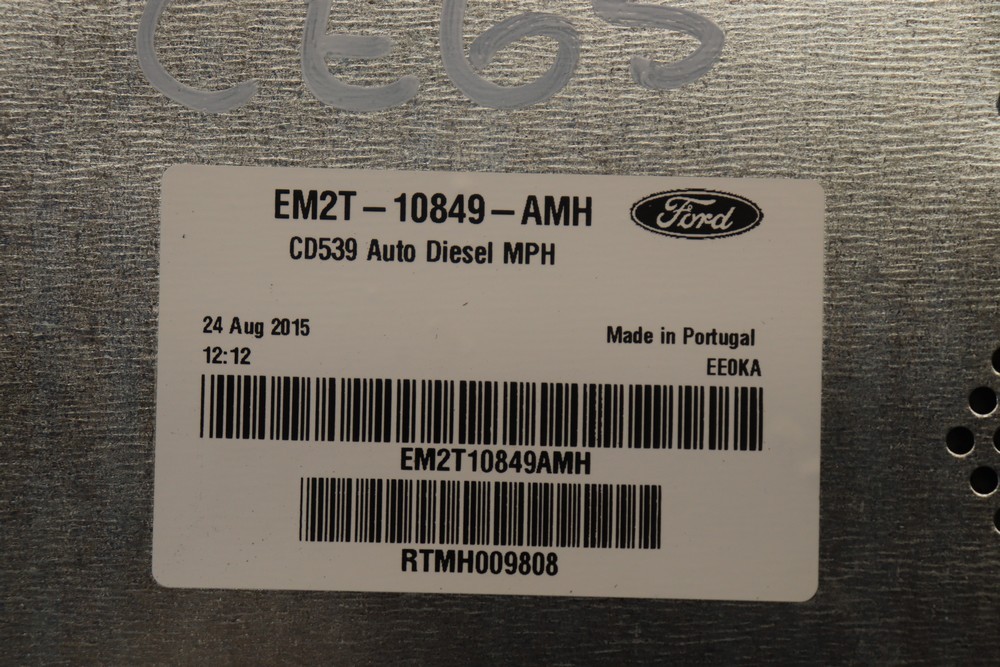 EM2T-10849-AMH
Ford
CD539 Auto Diesel MPH
24 Aug 2015
Made in Portugal
12:12
EE0KA
EM2T10849AMH
RTMH009808